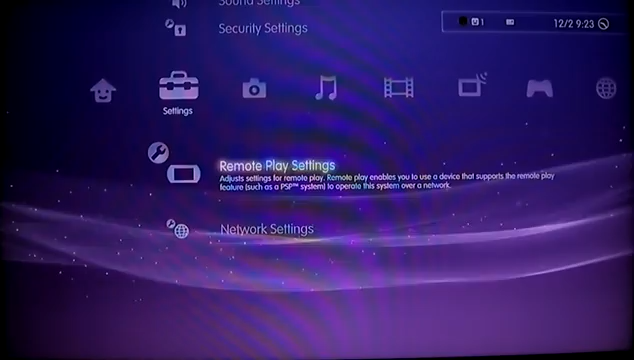 Sound Settings
Security Settings
1
12/2 9:23
Settings
Remote Play Settings
Adjusts settings for remote play. Remote play enables you to use a device that supports the remote play
feature (such as a PSP™ system) to operate this system over a network.
Network Settings